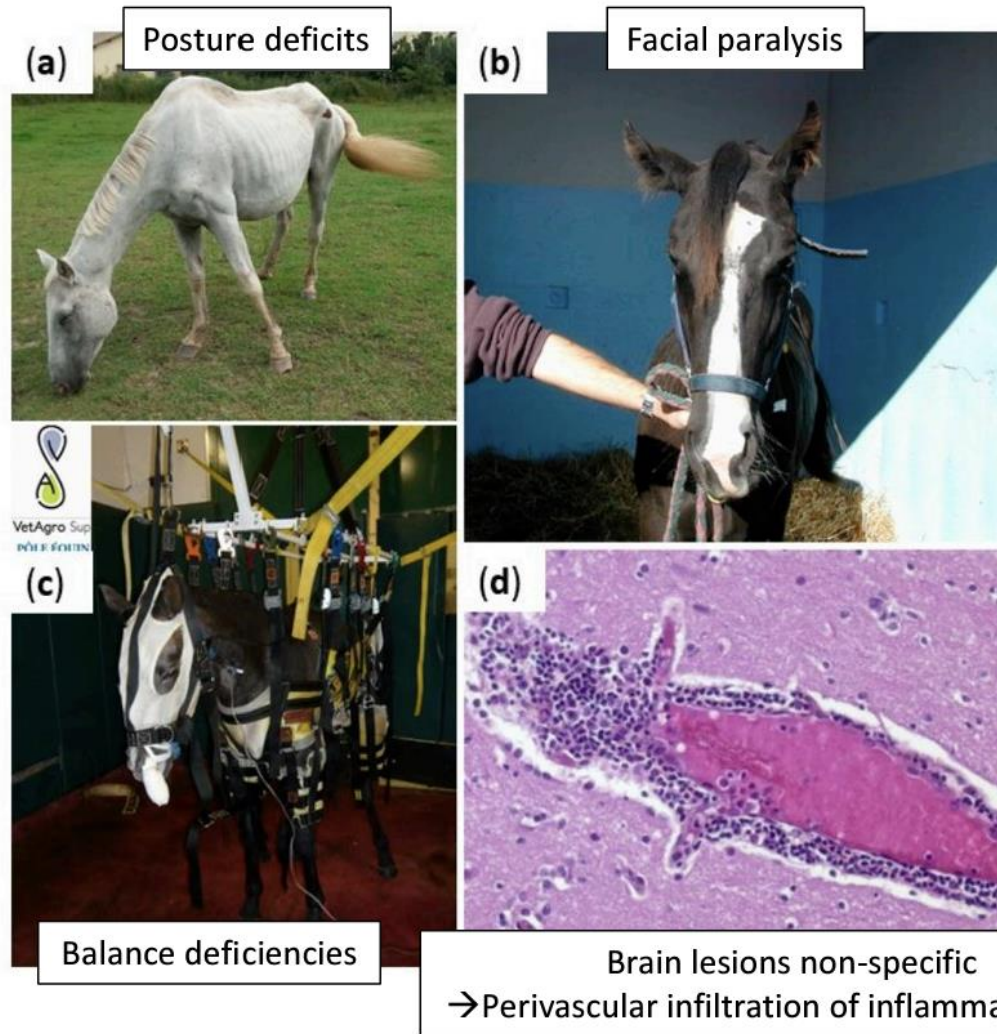 Posture deficits
(a)
Facial paralysis
(b)
VetAgro Sup
PÔLE ÉQUIN
(c)
Balance deficiencies
(d)
Brain lesions non-specific
→Perivascular infiltration of inflamma